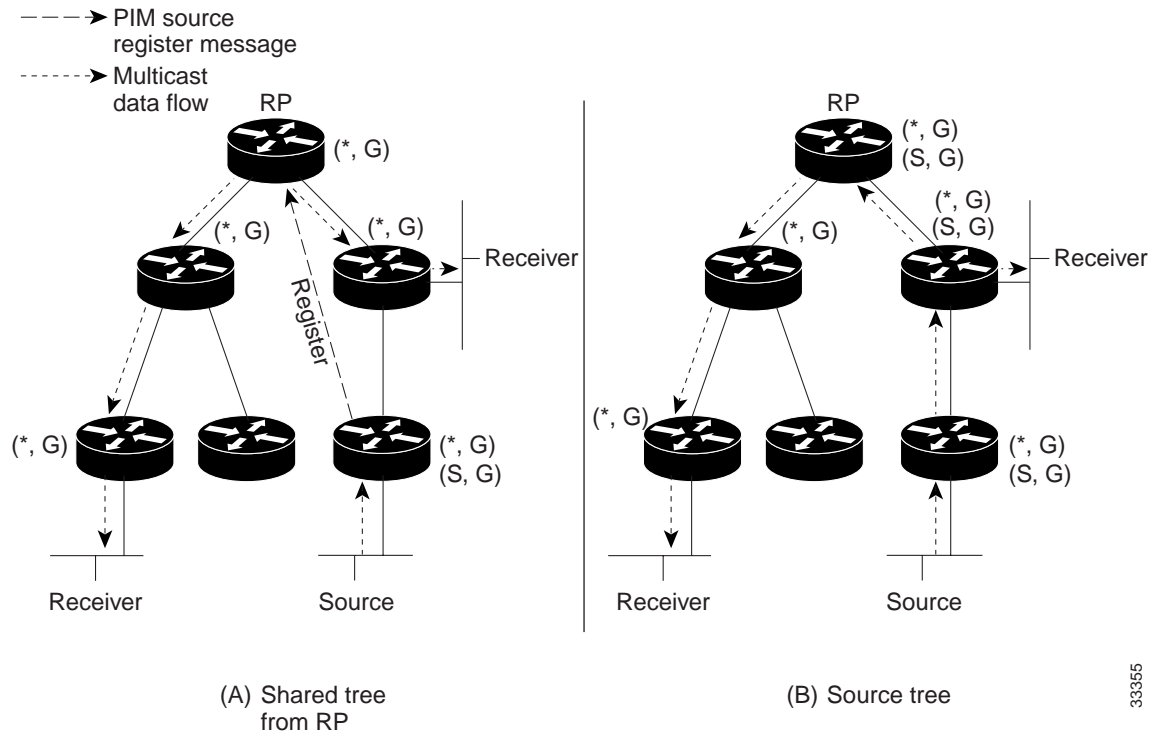 PIM source
register message
Multicast
data flow
RP
(*, G)
(*, G)
(*, G)
Receiver
Register
(*, G)
(*, G)
(S, G)
Receiver
Source
(A) Shared tree
from RP
RP
(*, G)
(S, G)
(*, G)
(*, G)
(S, G)
Receiver
(*, G)
(*, G)
(S, G)
Receiver
Source
(B) Source tree
33355